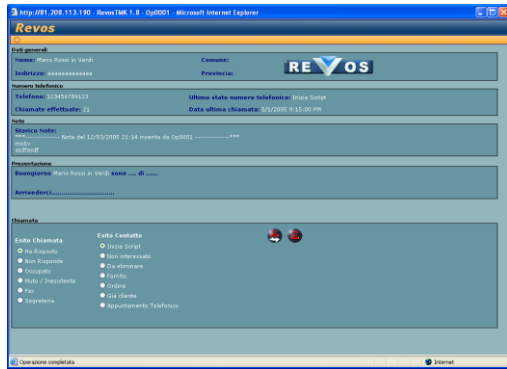 http://81.208.113.190 - RevosTMK 1.8 - Op0001 - Microsoft Internet Explorer
Revos
Dati generali
Nome: Mario Rossi in Verdi Comune:
Indirizzo: aaaaaaaaaaaaa Provincia:
REVOS
Numero telefonico
Telefono: 123456789123 Ultimo stato numero telefonico: Inizia Script
Chiamate effettuate: 21 Data ultima chiamata: 5/1/2005 9:15:00 PM
Note
Storico Note:
***-------------- Note del 12/03/2005 21:14 inserita da Op0001 --------------***
asdfasdf
Presentazione
Buongiorno Mario Rossi in Verdi sono .... di ......
Arrivederci............................
Chiamata
Esito Chiamata
Ha Risposto
Non Risponde
Occupato
Muto / Inesistente
Fax
Segreteria
Esito Contatto
Inizia Script
Non interessato
Da eliminare
Fornito
Ordine
Già cliente
Appuntamento Telefonico
Operazione completata Internet